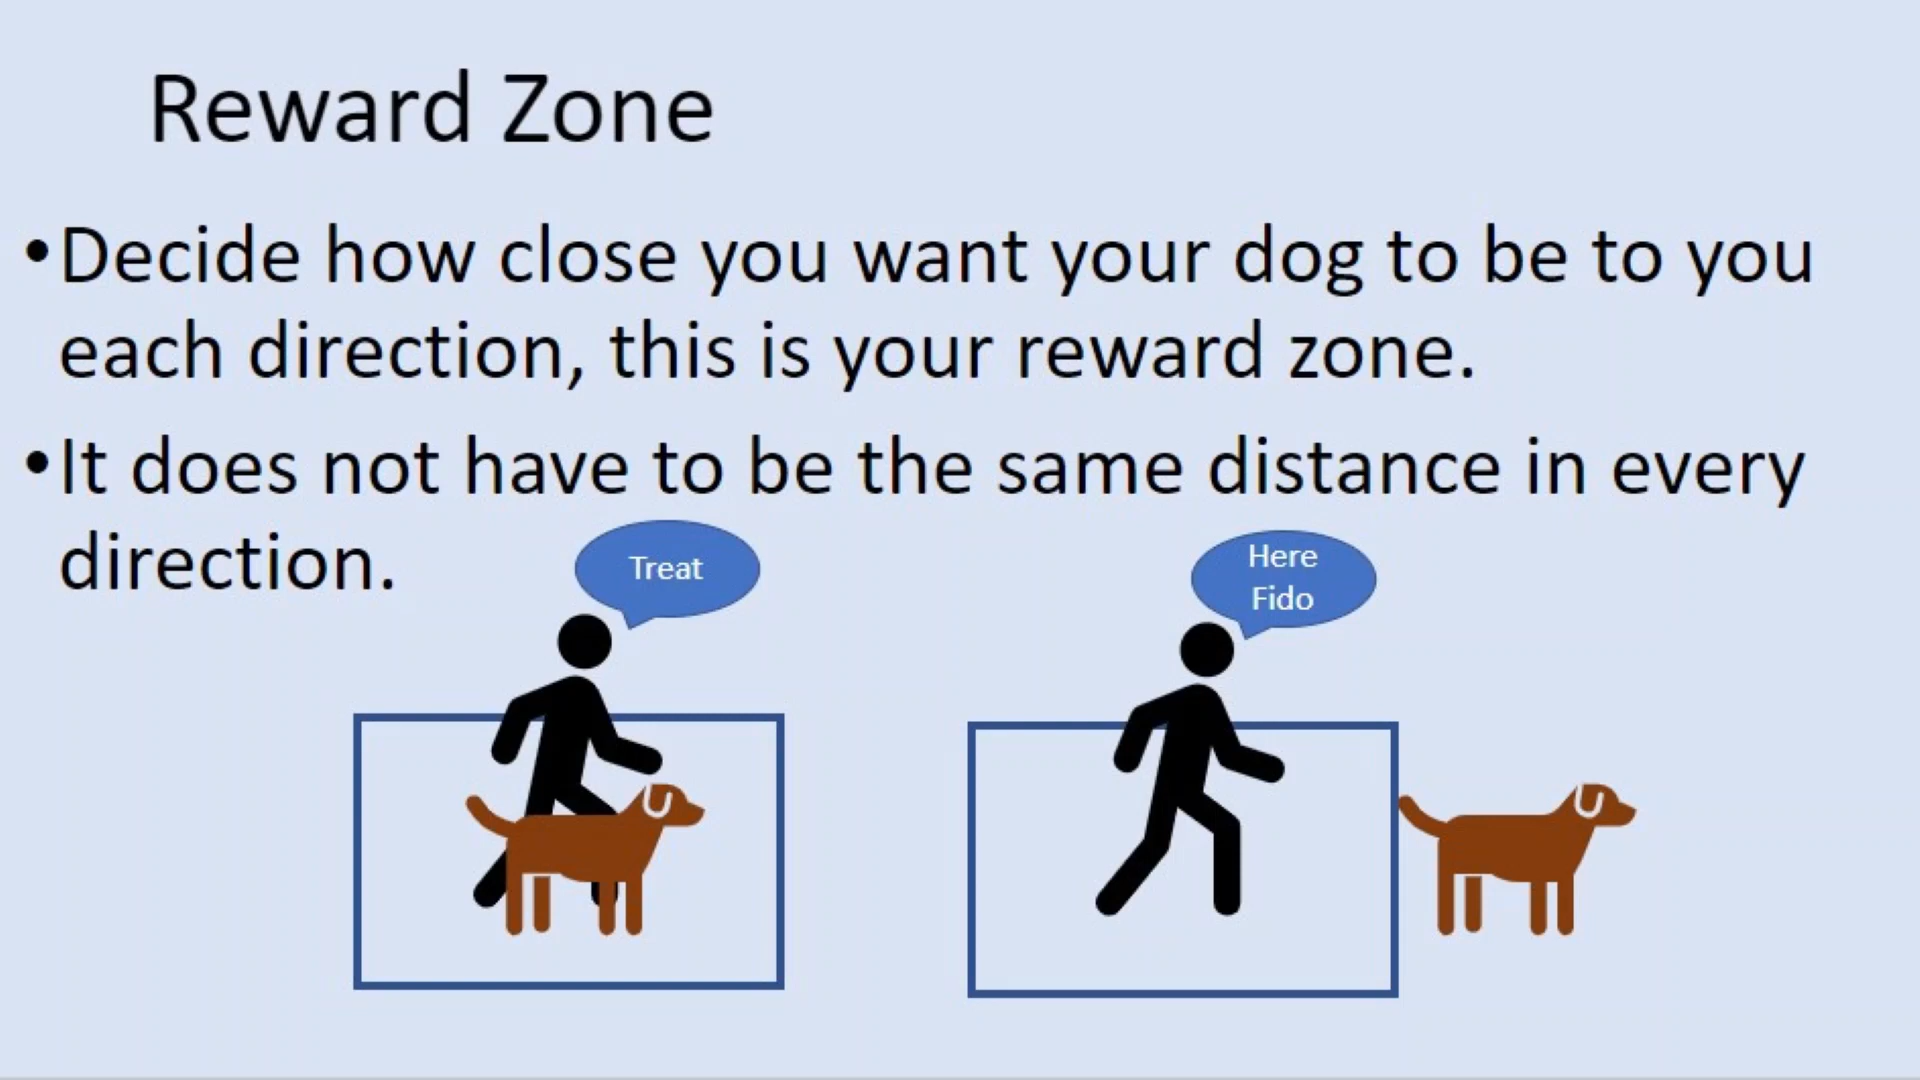 Reward Zone
•Decide how close you want your dog to be to you
each direction, this is your reward zone.
•It does not have to be the same distance in every
direction.
Treat
Here
Fido